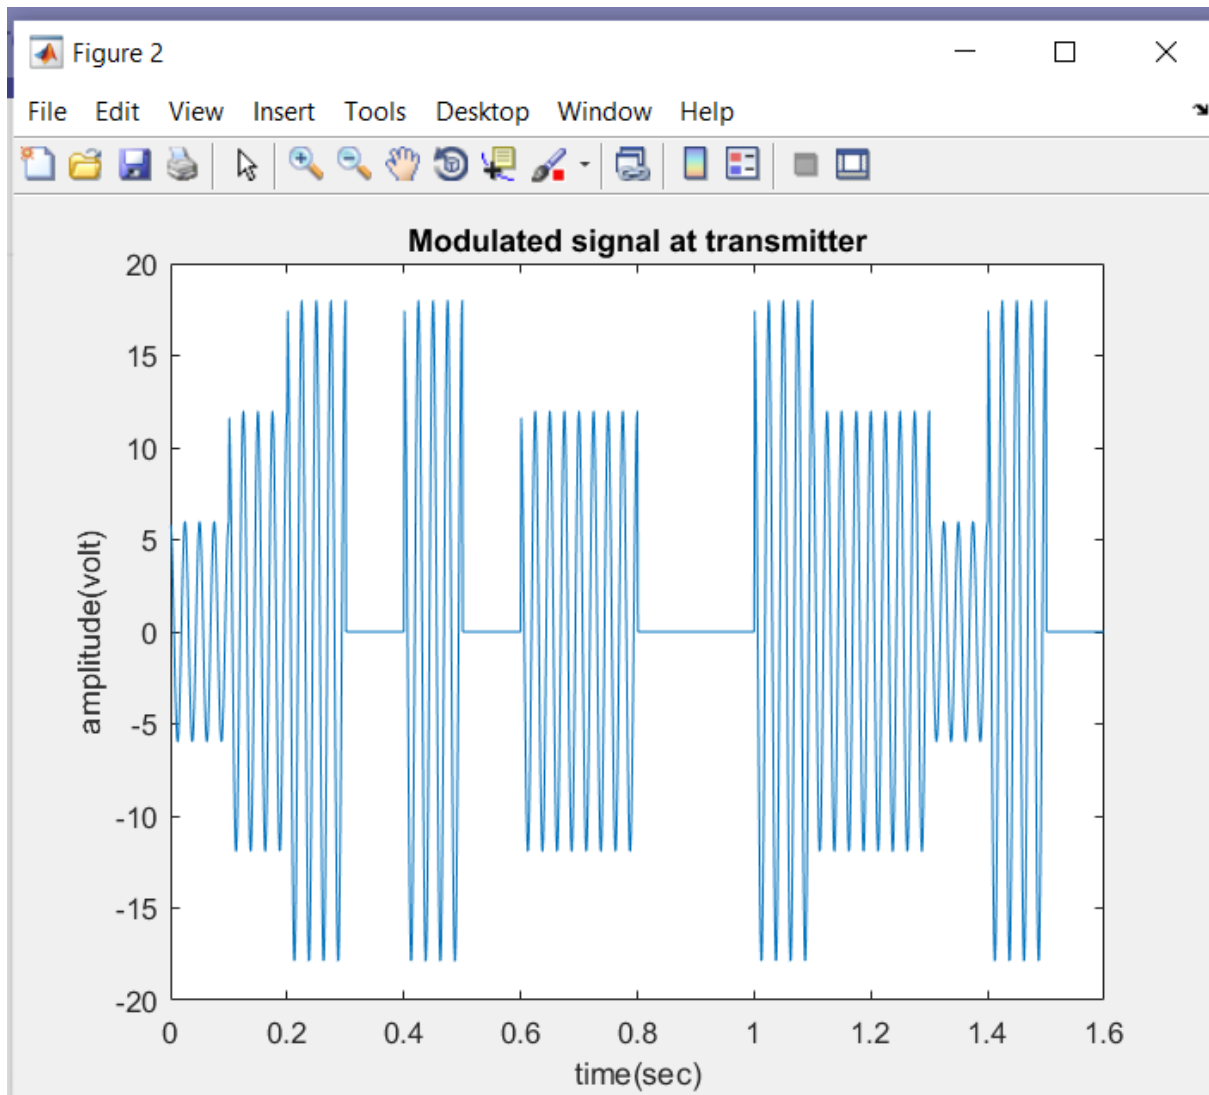 Figure 2
File Edit View Insert Tools Desktop Window Help
Modulated signal at transmitter
20
15
10
5
0
-5
-10
-15
-20
amplitude(volt)
0 0.2 0.4 0.6 0.8 1 1.2 1.4 1.6
time(sec)